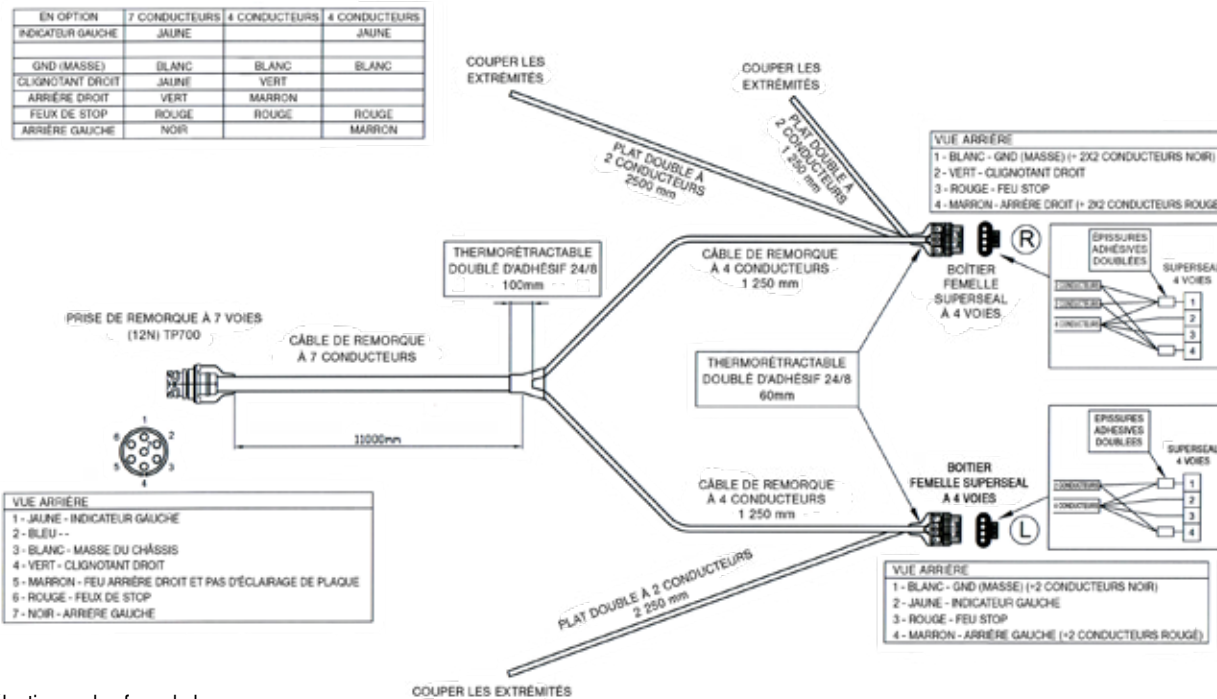 EN OPTION 7 CONDUCTEURS 4 CONDUCTEURS 4 CONDUCTEURS
INDICATEUR GAUCHE JAUNE JAUNE
GND (MASSE) BLANC BLANC BLANC
CLIGNOTANT DROIT JAUNE VERT
ARRIÈRE DROIT VERT MARRON
FEUX DE STOP ROUGE ROUGE ROUGE
ARRIÈRE GAUCHE NOIR MARRON
COUPER LES
EXTRÉMITÉS
COUPER LES
EXTRÉMITÉS
PLAT DOUBLE À
2 CONDUCTEURS
2500 mm
PLAT DOUBLE À
2 CONDUCTEURS
1 250 mm
VUE ARRIÈRE
1 - BLANC - GND (MASSE) (+ 2X2 CONDUCTEURS NOIR)
2 - VERT - CLIGNOTANT DROIT
3 - ROUGE - FEU STOP
4 - MARRON - ARRIÈRE DROIT (+ 2X2 CONDUCTEURS ROUGE
THERMORÉTRACTABLE
DOUBLÉ D'ADHÉSIF 24/8
100mm
CÂBLE DE REMORQUE
À 4 CONDUCTEURS
1 250 mm
R
BOÎTIER
FEMELLE
SUPERSEAL
À 4 VOIES
ÉPISSURES
ADHÉSIVES
DOUBLÉES
SUPERSEAL
4 VOIES
2 CONDUCTEURS
2 CONDUCTEURS
4 CONDUCTEURS
1
2
3
4
PRISE DE REMORQUE À 7 VOIES
(12N) TP700
CÂBLE DE REMORQUE
À 7 CONDUCTEURS
11000mm
THERMORÉTRACTABLE
DOUBLÉ D'ADHÉSIF 24/8
60mm
1
2
3
4
5
6
VUE ARRIÈRE
1 - JAUNE - INDICATEUR GAUCHE
2 - BLEU - -
3 - BLANC - MASSE DU CHÂSSIS
4 - VERT - CLIGNOTANT DROIT
5 - MARRON - FEU ARRIÈRE DROIT ET PAS D'ÉCLAIRAGE DE PLAQUE
6 - ROUGE - FEUX DE STOP
7 - NOIR - ARRIÈRE GAUCHE
CÂBLE DE REMORQUE
À 4 CONDUCTEURS
1 250 mm
BOITIER
FEMELLE SUPERSEAL
A 4 VOIES
L
EPISSURES
ADHESIVES
DOUBLEES
SUPERSEAL
4 VOIES
2 CONDUCTEURS
4 CONDUCTEURS
1
2
3
4
PLAT DOUBLE À 2 CONDUCTEURS
2 250 mm
VUE ARRIÈRE
1 - BLANC - GND (MASSE) (+2 CONDUCTEURS NOIR)
2 - JAUNE - INDICATEUR GAUCHE
3 - ROUGE - FEU STOP
4 - MARRON - ARRIÈRE GAUCHE (+2 CONDUCTEURS ROUGE)
COUPER LES EXTRÉMITÉS